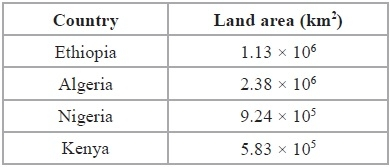 Country Land area (km²)
Ethiopia 1.13 × 10⁶
Algeria 2.38 × 10⁶
Nigeria 9.24 × 10⁵
Kenya 5.83 × 10⁵